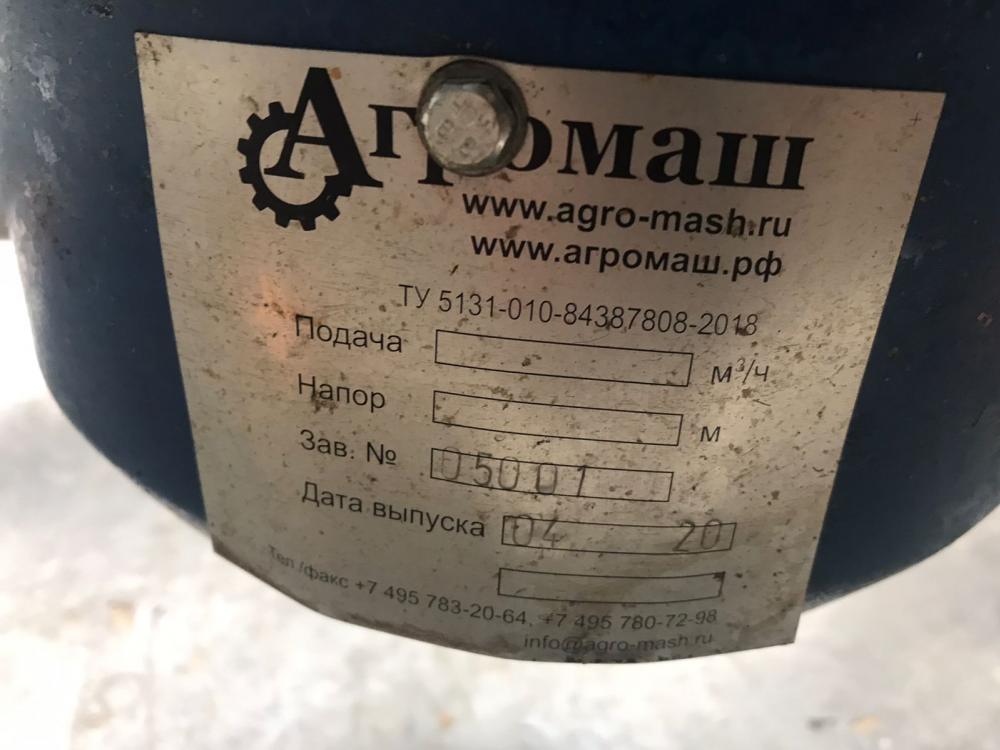 Агромаш
www.agro-mash.ru
www.агромаш.рф
ТУ 5131-010-84387808-2018
Подача м³/ч
Напор м
Зав. № 05001
Дата выпуска 04 20
Тел./факс +7 495 783-20-64, +7 495 780-72-98
info@agro-mash.ru